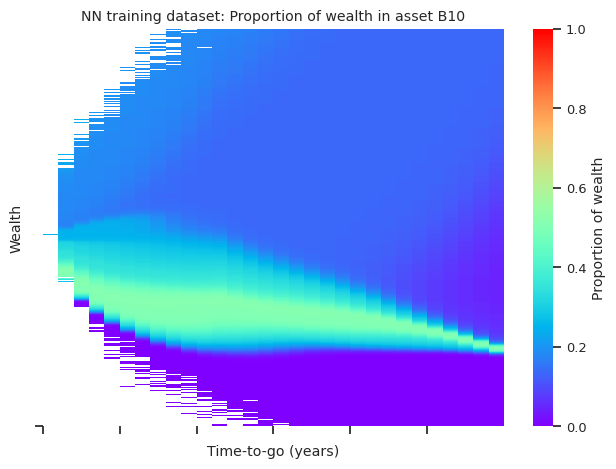 NN training dataset: Proportion of wealth in asset B10
Wealth
Time-to-go (years)
1.0
0.8
0.6
0.4
0.2
0.0
Proportion of wealth